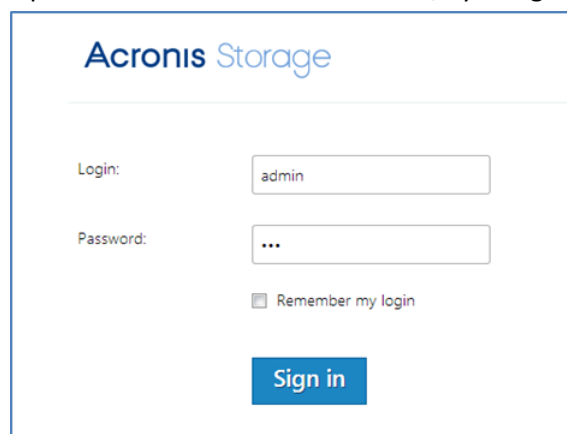 Acronis Storage
Login:
admin
Password:
•••
Remember my login
Sign in